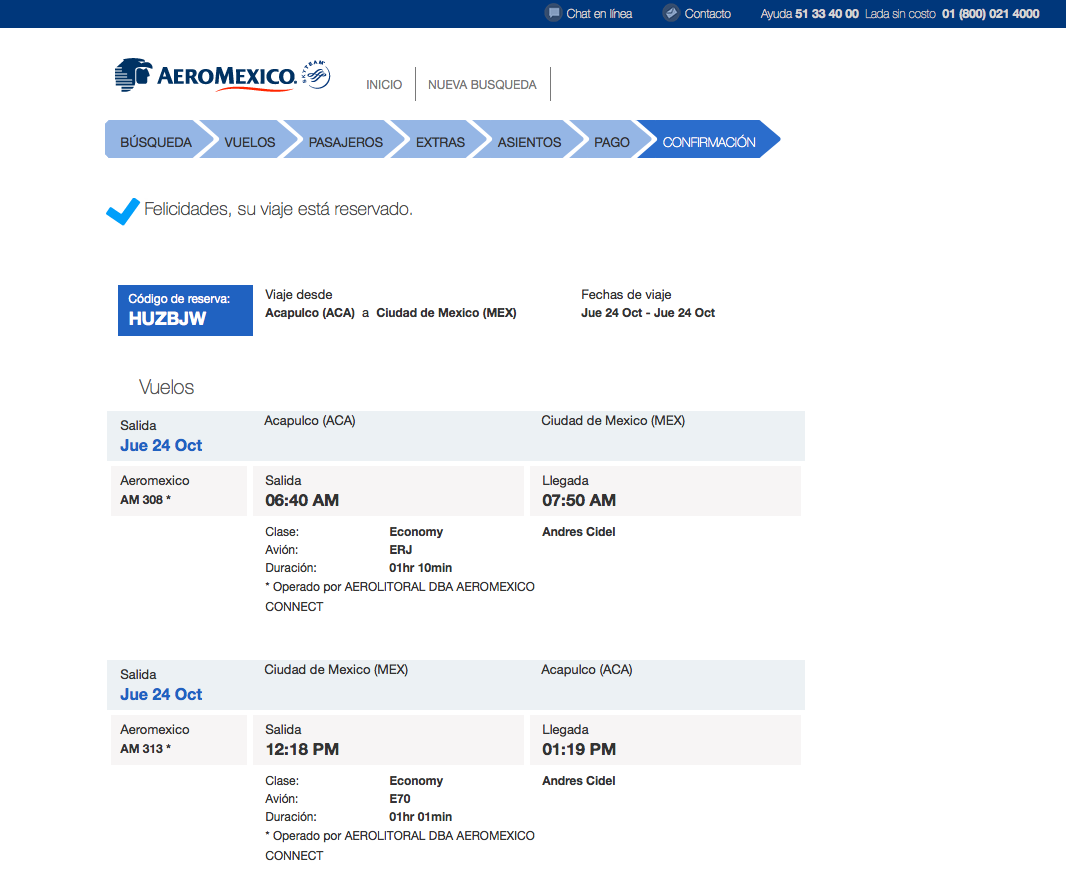 Chat en línea Contacto Ayuda 51 33 40 00 Lada sin costo 01 (800) 021 4000
AEROMEXICO. SKYTEAM INICIO NUEVA BUSQUEDA
BÚSQUEDA VUELOS PASAJEROS EXTRAS ASIENTOS PAGO CONFIRMACIÓN
Felicidades, su viaje está reservado.
Código de reserva: Viaje desde Fechas de viaje
HUZBJW Acapulco (ACA) a Ciudad de Mexico (MEX) Jue 24 Oct - Jue 24 Oct
Vuelos
Salida Acapulco (ACA) Ciudad de Mexico (MEX)
Jue 24 Oct
Aeromexico Salida Llegada
AM 308 * 06:40 AM 07:50 AM
Clase: Economy Andres Cidel
Avión: ERJ
Duración: 01hr 10min
* Operado por AEROLITORAL DBA AEROMEXICO
CONNECT
Salida Ciudad de Mexico (MEX) Acapulco (ACA)
Jue 24 Oct
Aeromexico Salida Llegada
AM 313 * 12:18 PM 01:19 PM
Clase: Economy Andres Cidel
Avión: E70
Duración: 01hr 01min
* Operado por AEROLITORAL DBA AEROMEXICO
CONNECT